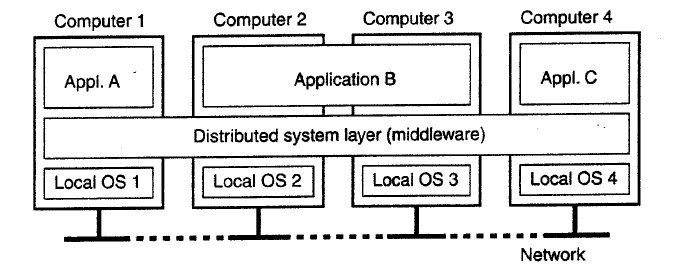 Computer 1
Computer 2
Computer 3
Computer 4
Appl. A
Application B
Appl. C
Distributed system layer (middleware)
Local OS 1
Local OS 2
Local OS 3
Local OS 4
Network